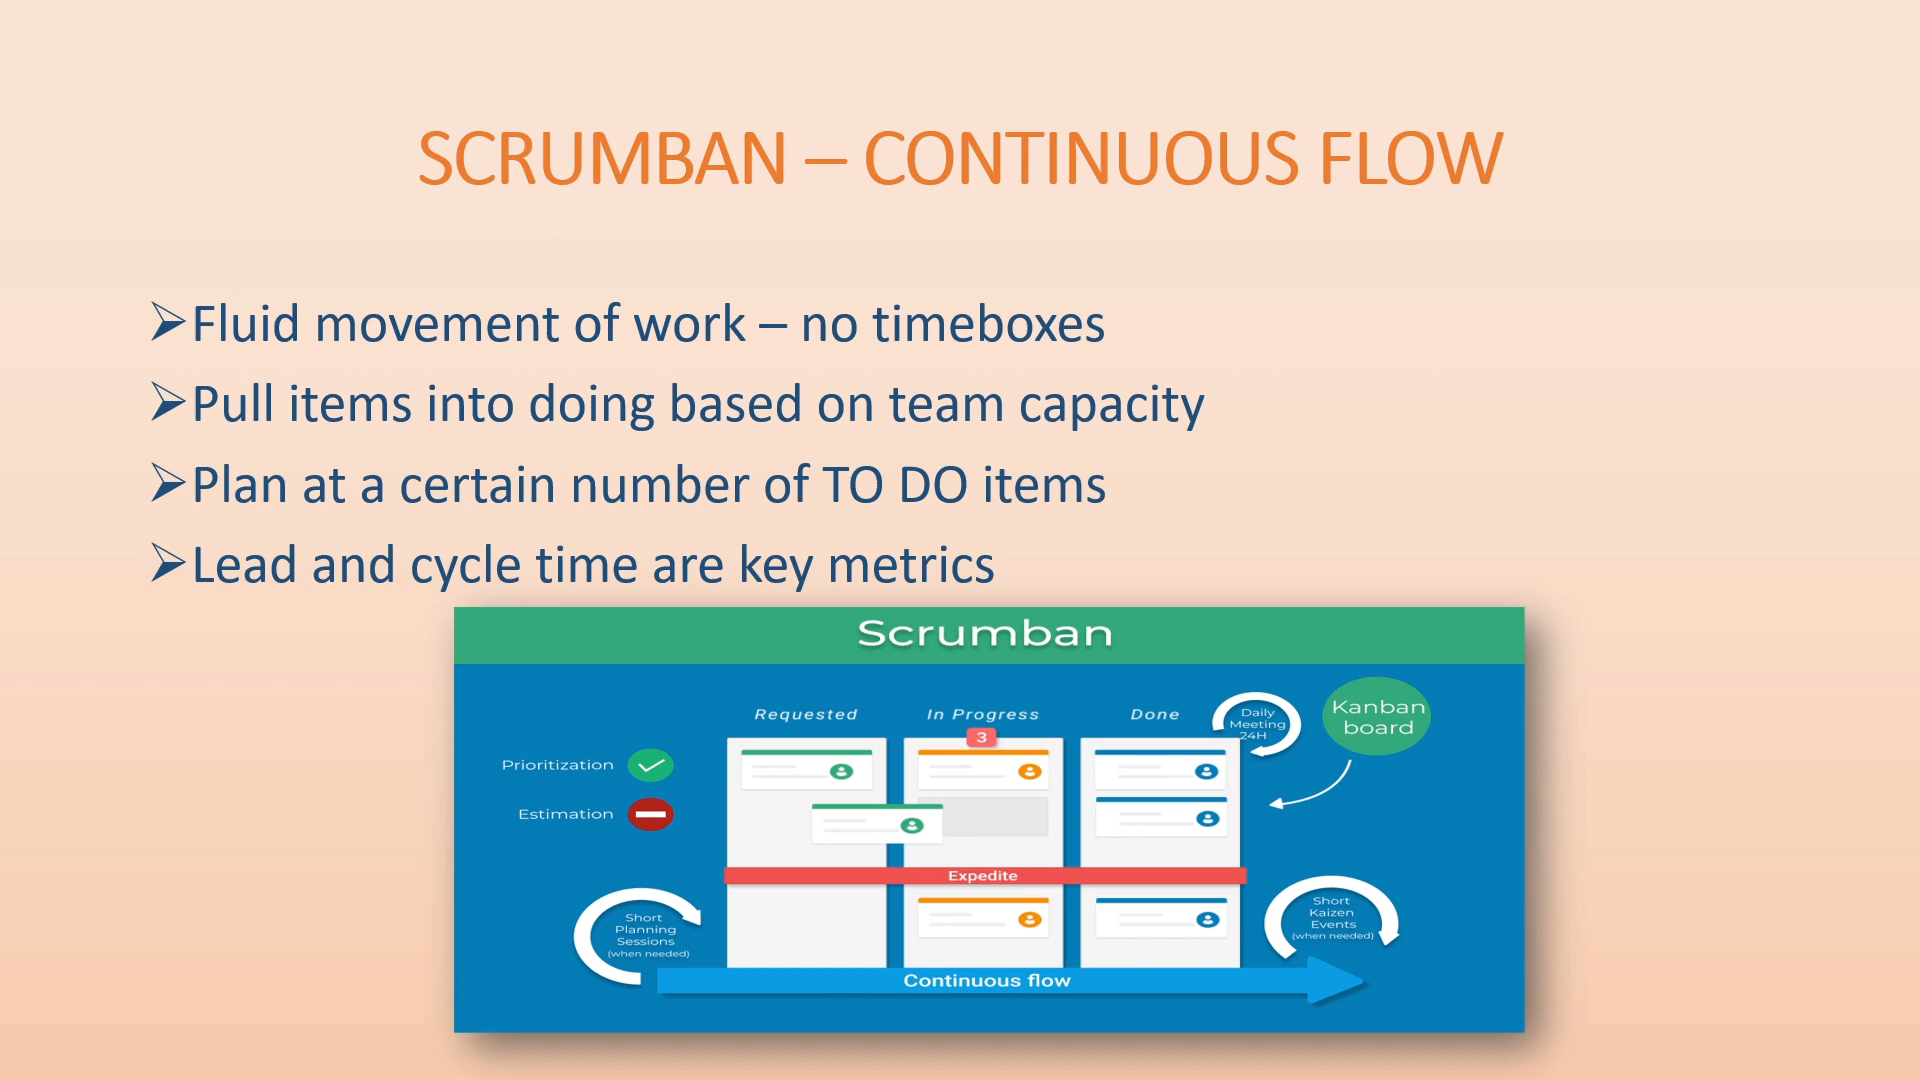 SCRUMBAN – CONTINUOUS FLOW
Fluid movement of work – no timeboxes
Pull items into doing based on team capacity
Plan at a certain number of TO DO items
Lead and cycle time are key metrics
Scrumban
Requested
In Progress
Done
3
Daily
Meeting
24H
Kanban
board
Prioritization
Estimation
Expedite
Short
Planning
Sessions
(when needed)
Short
Kaizen
Events
(when needed)
Continuous flow